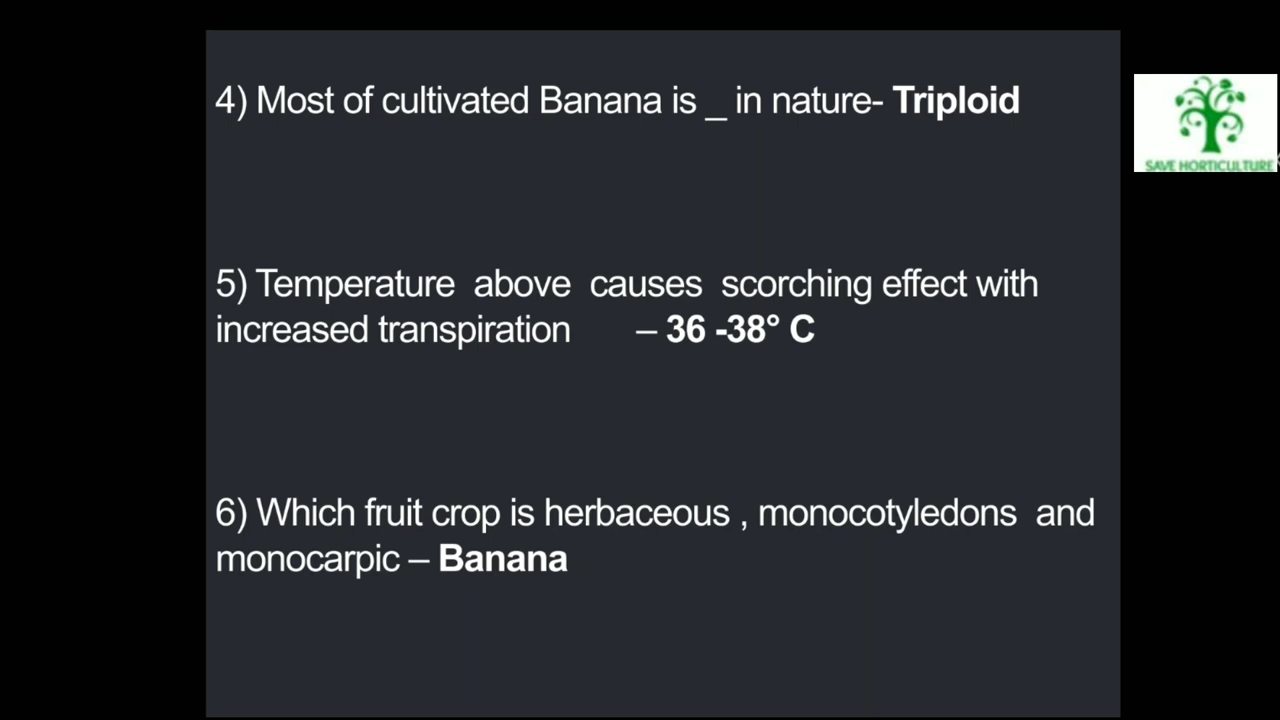 4) Most of cultivated Banana is _ in nature- Triploid
SAVE HORTICULTURE
5) Temperature above causes scorching effect with
increased transpiration – 36 -38° C
6) Which fruit crop is herbaceous , monocotyledons and
monocarpic – Banana